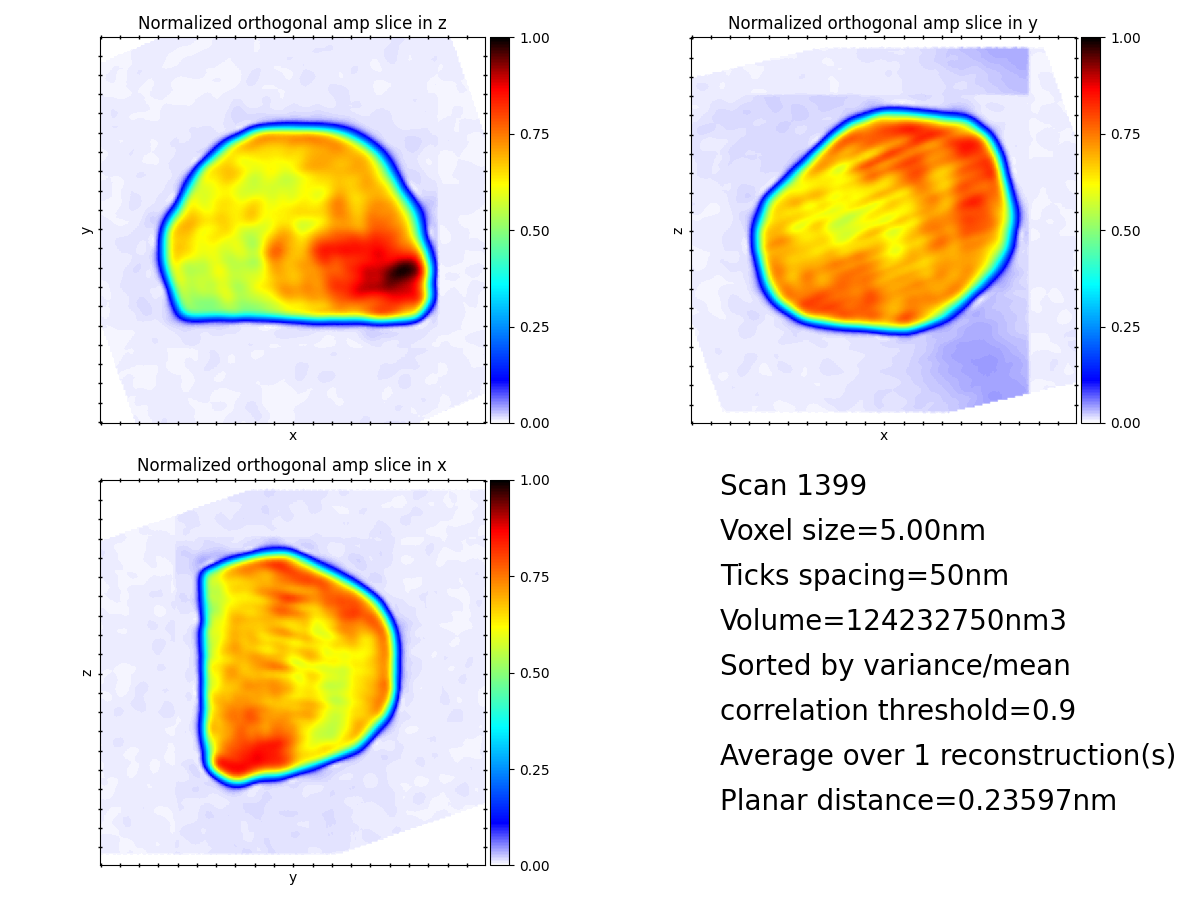 Normalized orthogonal amp slice in z
1.00
0.75
0.50
0.25
0.00
y
x
Normalized orthogonal amp slice in y
1.00
0.75
0.50
0.25
0.00
z
x
Normalized orthogonal amp slice in x
1.00
0.75
0.50
0.25
0.00
z
y
Scan 1399
Voxel size=5.00nm
Ticks spacing=50nm
Volume=124232750nm3
Sorted by variance/mean
correlation threshold=0.9
Average over 1 reconstruction(s)
Planar distance=0.23597nm